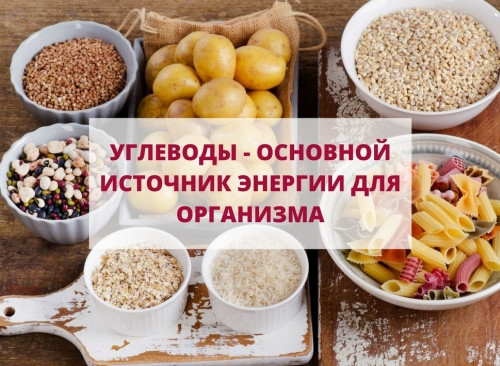 УГЛЕВОДЫ - ОСНОВНОЙ
ИСТОЧНИК ЭНЕРГИИ ДЛЯ
ОРГАНИЗМА